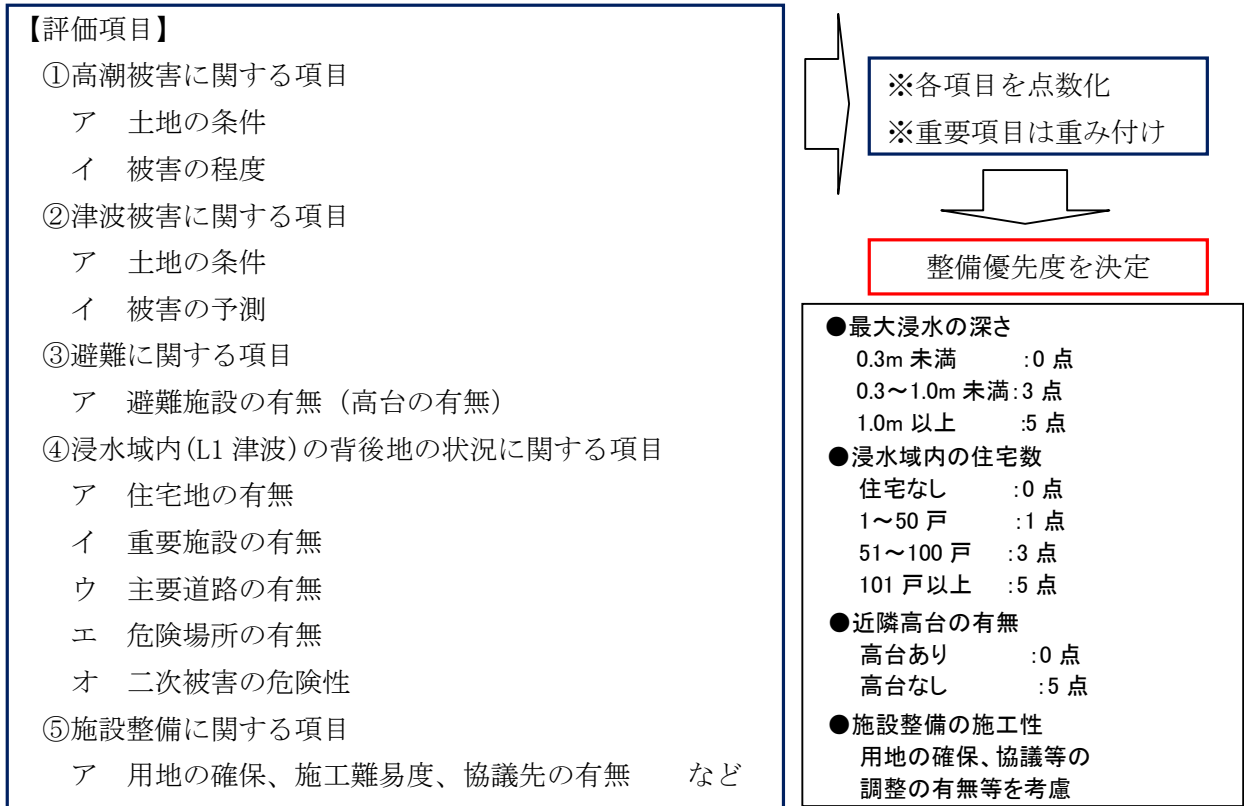 【評価項目】
①高潮被害に関する項目
ア 土地の条件
イ 被害の程度
②津波被害に関する項目
ア 土地の条件
イ 被害の予測
③避難に関する項目
ア 避難施設の有無（高台の有無）
④浸水域内(L1 津波)の背後地の状況に関する項目
ア 住宅地の有無
イ 重要施設の有無
ウ 主要道路の有無
エ 危険場所の有無
オ 二次被害の危険性
⑤施設整備に関する項目
ア 用地の確保、施工難易度、協議先の有無 など
※各項目を点数化
※重要項目は重み付け
整備優先度を決定
●最大浸水の深さ
0.3m 未満 :0 点
0.3～1.0m 未満:3 点
1.0m 以上 :5 点
●浸水域内の住宅数
住宅なし :0 点
1～50 戸 :1 点
51～100 戸 :3 点
101 戸以上 :5 点
●近隣高台の有無
高台あり :0 点
高台なし :5 点
●施設整備の施工性
用地の確保、協議等の
調整の有無等を考慮